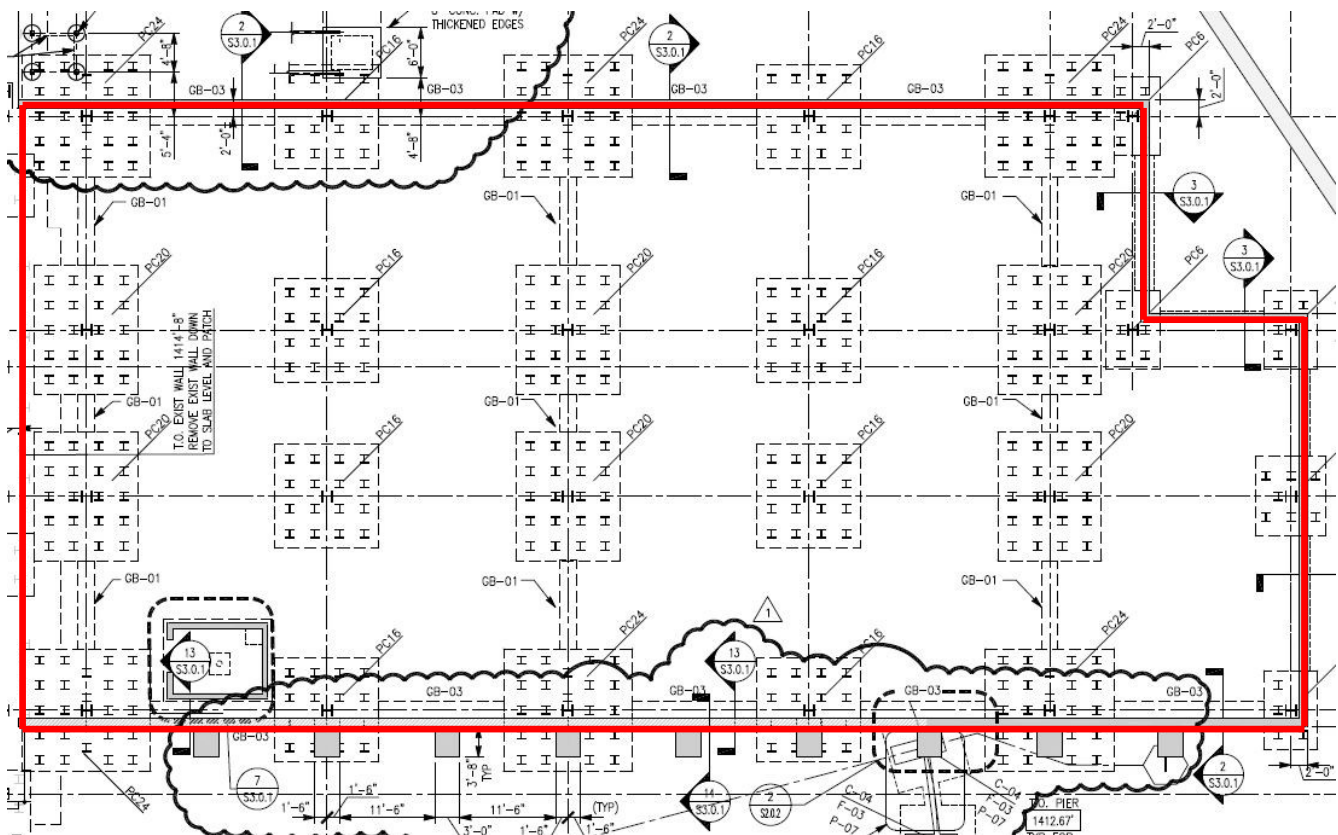 5" CONC. PAD W/
THICKENED EDGES
2
S3.0.1
2
S3.0.1
2'-0"
PC24
PC16
PC24
PC16
PC24
PC6
4'-8"
6'-0"
GB-03
GB-03
GB-03
2'-0"
5'-4"
2'-0"
4'-8"
3
S3.0.1
GB-01
GB-01
GB-01
3
S3.0.1
PC20
PC16
PC20
PC16
PC20
PC6
T.O. EXIST WALL 1414'-8"
REMOVE EXIST WALL DOWN
TO SLAB LEVEL AND PATCH
GB-01
GB-01
GB-01
PC20
PC16
PC20
PC16
PC20
GB-01
GB-01
GB-01
1
PC16
PC24
PC16
PC24
13
S3.0.1
13
S3.0.1
GB-03
GB-03
GB-03
GB-03
3'-8"
TYP
7
S3.0.1
PC24
14
S3.0.1
2
S2.0.2
2
S3.0.1
2'-0"
1'-6"
1'-6"
11'-6"
11'-6"
(TYP)
3'-0"
1'-6"
1'-6"
C-04
F-03
P-07
C-04
F-03
P-07
T.O. PIER
1412.67'
TYP FOR